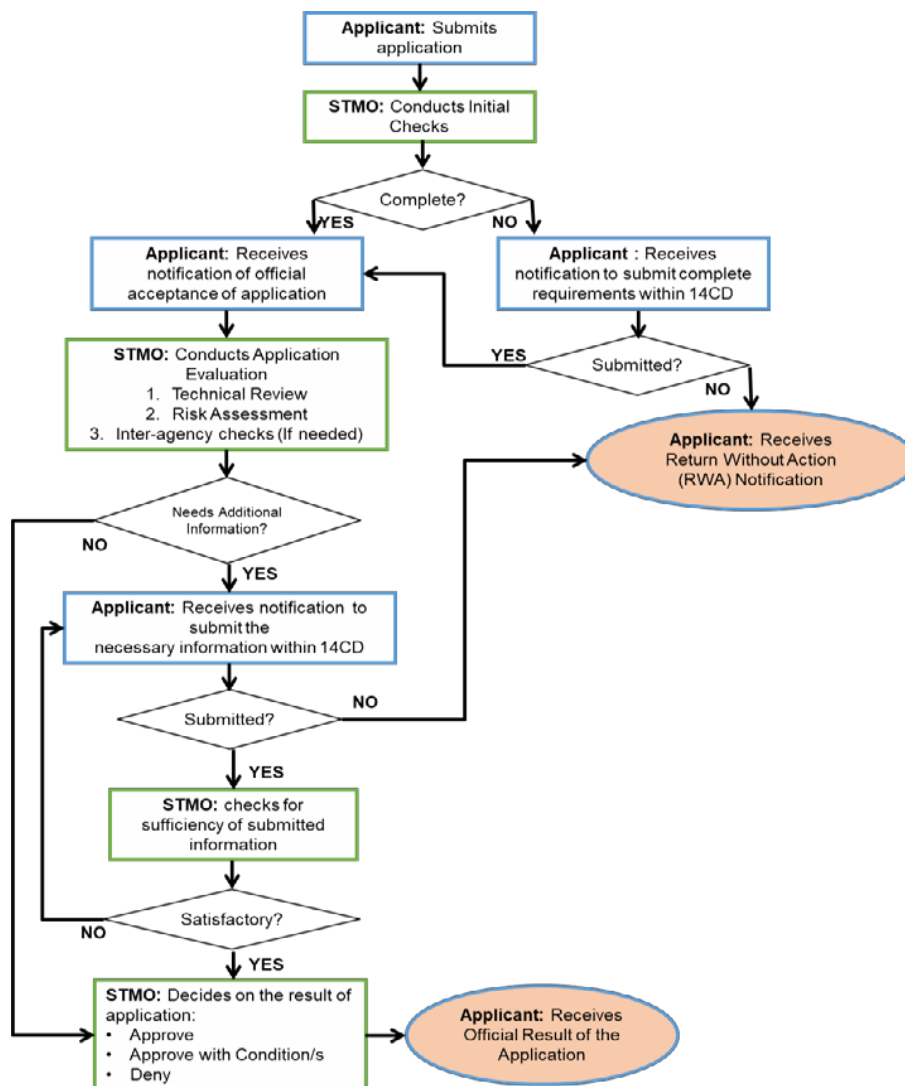 Applicant: Submits
application
STMO: Conducts Initial
Checks
Complete?
YES
NO
Applicant: Receives
notification of official
acceptance of application
Applicant : Receives
notification to submit complete
requirements within 14CD
STMO: Conducts Application
Evaluation
1. Technical Review
2. Risk Assessment
3. Inter-agency checks (If needed)
YES
Submitted?
NO
Applicant: Receives
Return Without Action
(RWA) Notification
Needs Additional
Information?
NO
YES
Applicant: Receives notification to
submit the
necessary information within 14CD
Submitted?
NO
YES
STMO: checks for
sufficiency of submitted
information
Satisfactory?
NO
YES
STMO: Decides on the result of
application:
• Approve
• Approve with Condition/s
• Deny
Applicant: Receives
Official Result of the
Application